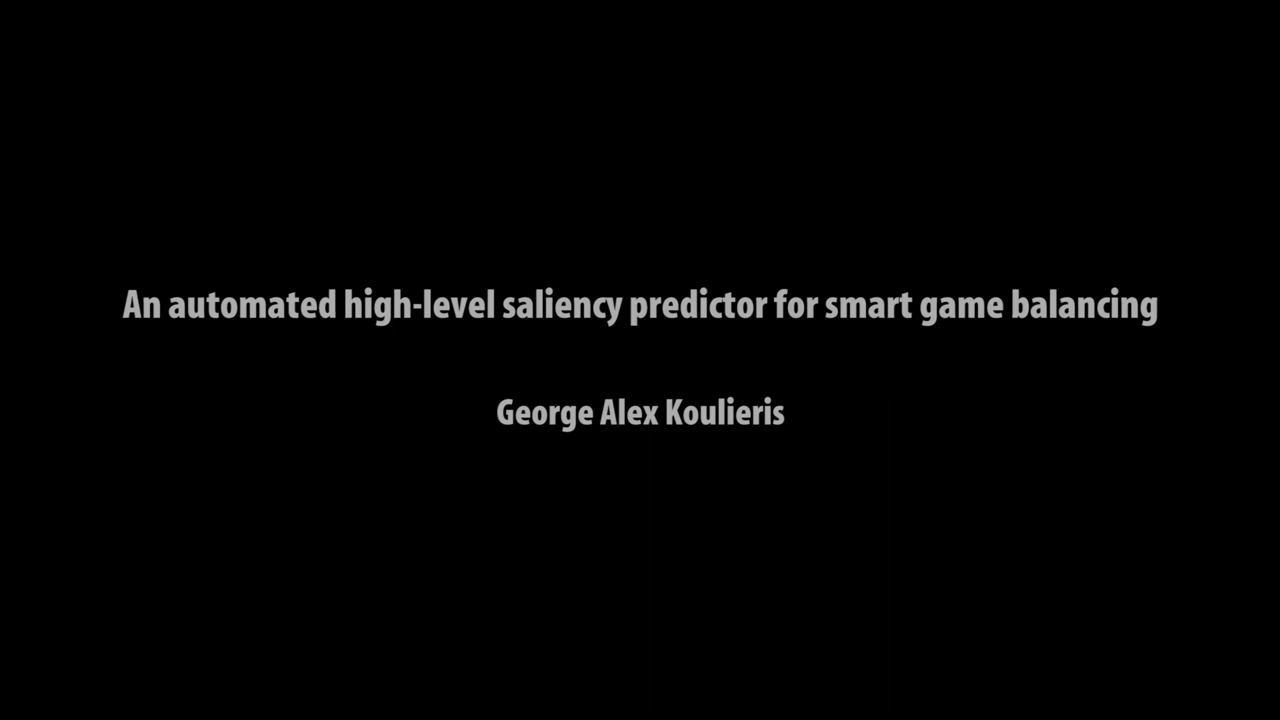 An automated high-level saliency predictor for smart game balancing
George Alex Koulieris